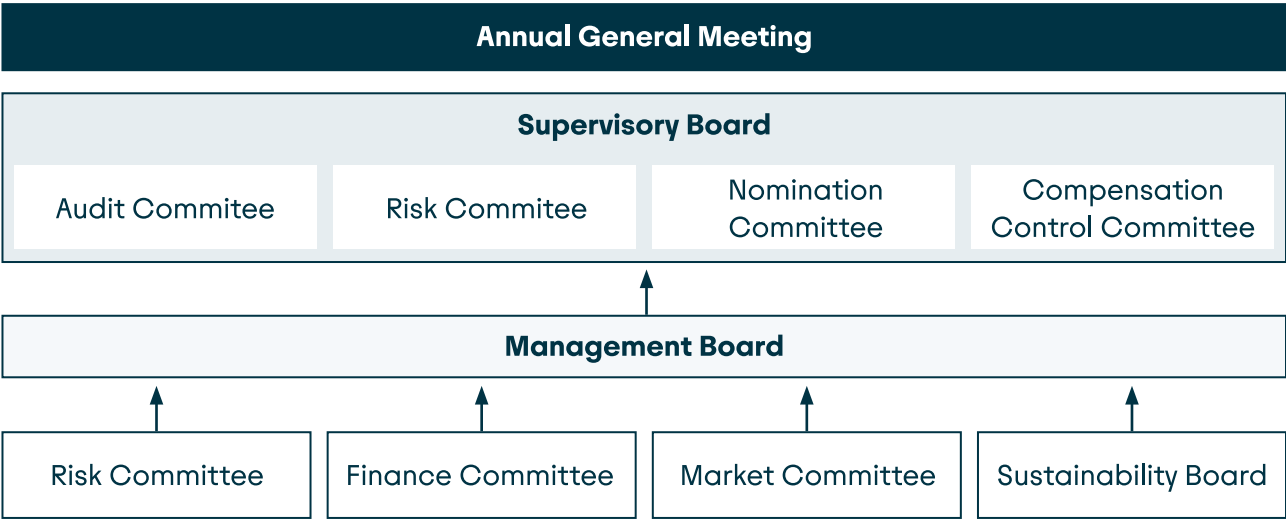 Annual General Meeting
Supervisory Board
Audit Commitee
Risk Commitee
Nomination
Committee
Compensation
Control Committee
Management Board
Risk Committee
Finance Committee
Market Committee
Sustainability Board